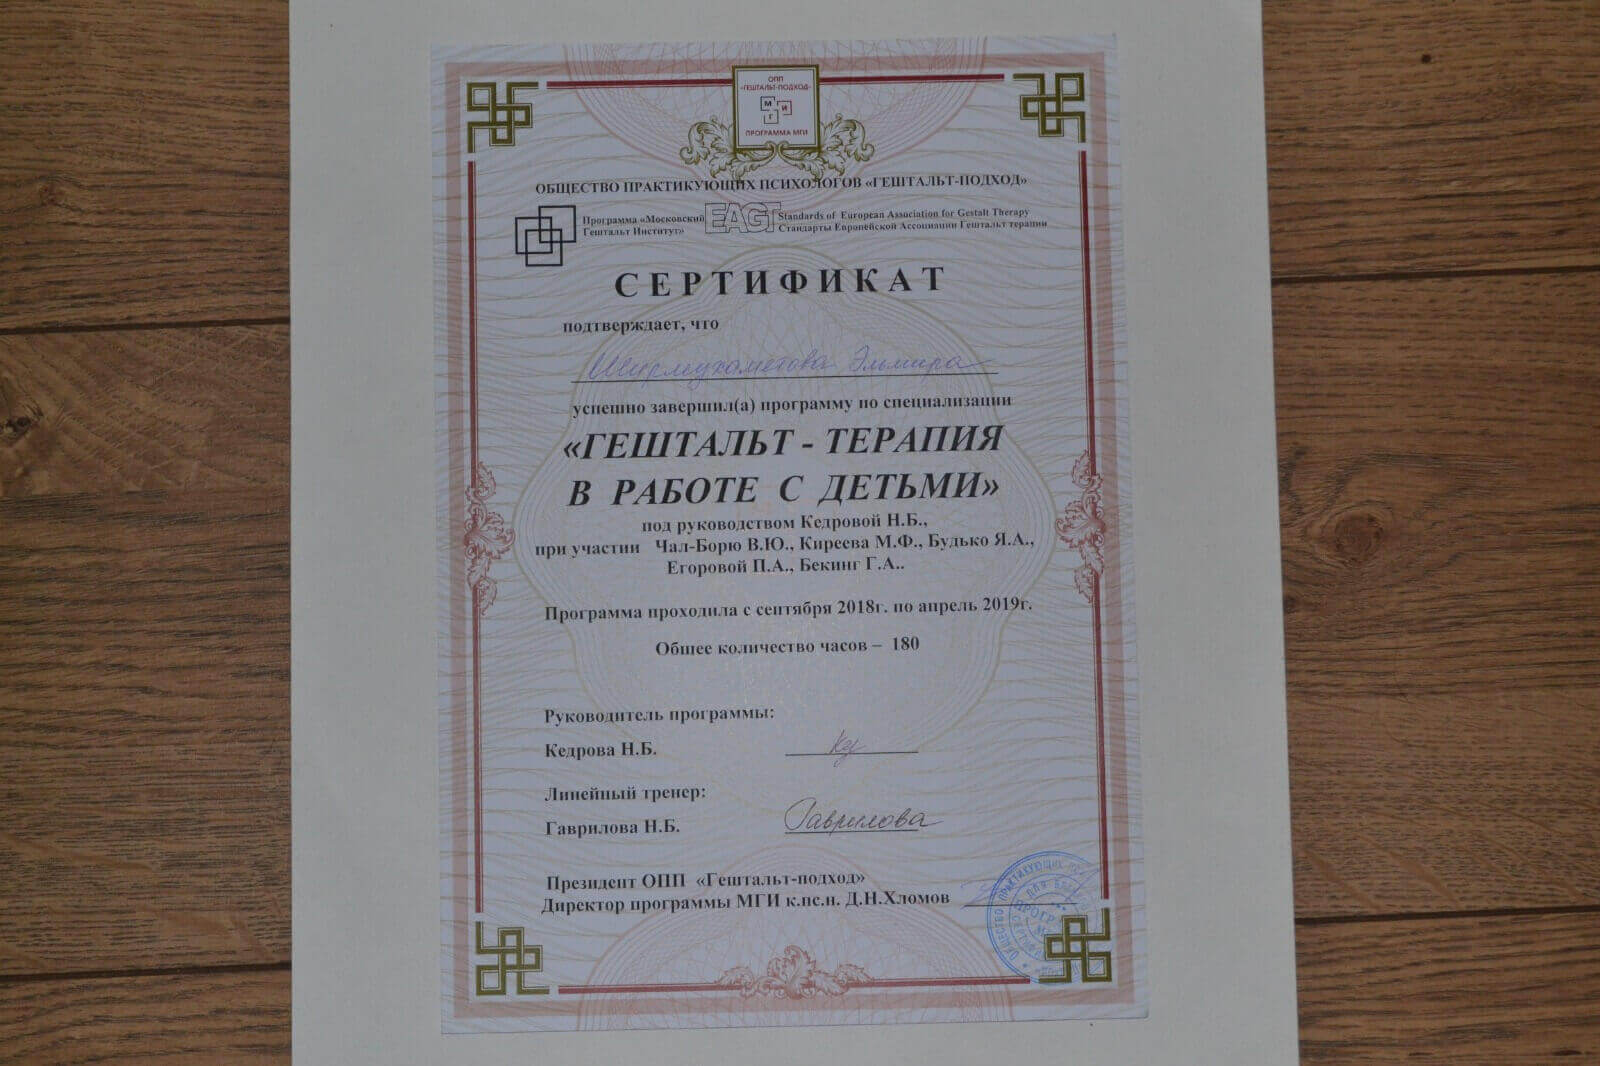 ОПП
«ГЕШТАЛЬТ-ПОДХОД»
М
И
Г
ПРОГРАММА МГИ
ОБЩЕСТВО ПРАКТИКУЮЩИХ ПСИХОЛОГОВ «ГЕШТАЛЬТ-ПОДХОД»
Программа «Московский
Гештальт Институт»
EAGT
Standards of European Association for Gestalt Therapy
Стандарты Европейской Ассоциации Гештальт терапии
СЕРТИФИКАТ
подтверждает, что
Ширмухаметова Эльмира
успешно завершил(а) программу по специализации
«ГЕШТАЛЬТ - ТЕРАПИЯ
В РАБОТЕ С ДЕТЬМИ»
под руководством Кедровой Н.Б.,
при участии Чал-Борю В.Ю., Киреева М.Ф., Будько Я.А.,
Егоровой П.А., Бекинг Г.А..
Программа проходила с сентября 2018г. по апрель 2019г.
Общее количество часов – 180
Руководитель программы:
Кедрова Н.Б.
Линейный тренер:
Гаврилова Н.Б.
Гаврилова
Президент ОПП «Гештальт-подход»
Директор программы МГИ к.пс.н. Д.Н.Хломов
ОБЩЕСТВО ПРАКТИКУЮЩИХ